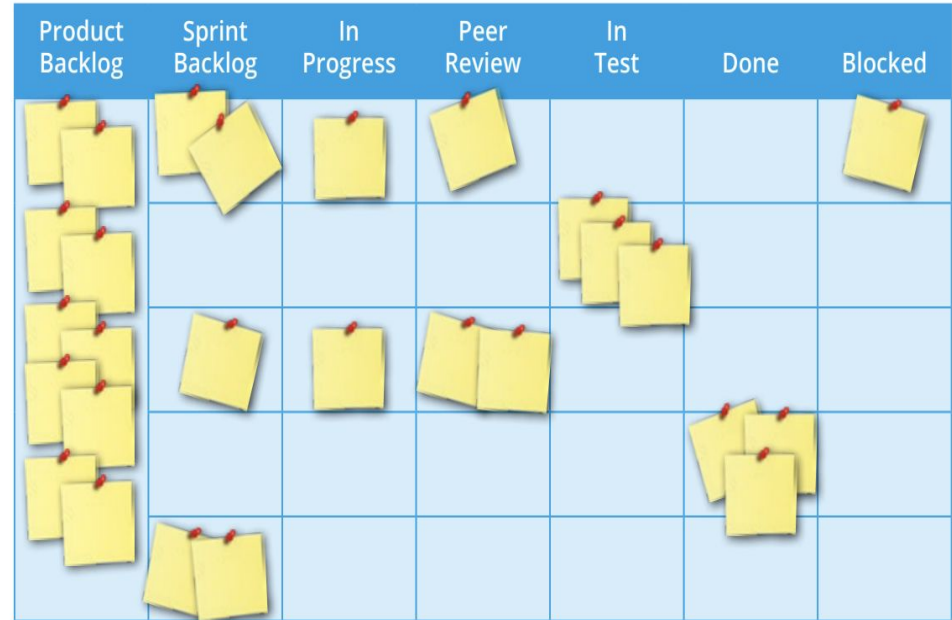 Product
Backlog
Sprint
Backlog
In
Progress
Peer
Review
In
Test
Done
Blocked